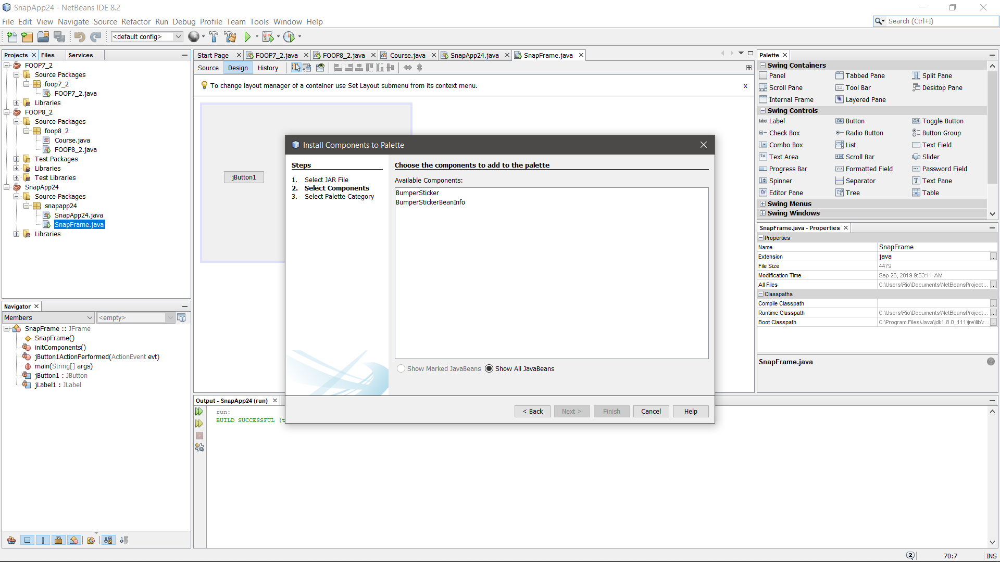 SnapApp24 - NetBeans IDE 8.2
File Edit View Navigate Source Refactor Run Debug Profile Team Tools Window Help
Search (Ctrl+I)
<default config>
Projects Files Services
FOOP7_2
Source Packages
foop7_2
FOOP7_2.java
Libraries
FOOP8_2
Source Packages
foop8_2
Course.java
FOOP8_2.java
Test Packages
Libraries
Test Libraries
SnapApp24
Source Packages
snapapp24
SnapApp24.java
SnapFrame.java
Libraries
Navigator
Members <empty>
SnapFrame :: JFrame
SnapFrame()
initComponents()
jButton1ActionPerformed(ActionEvent evt)
main(String[] args)
jButton1 : JButton
jLabel1 : JLabel
Start Page FOOP7_2.java FOOP8_2.java Course.java SnapApp24.java SnapFrame.java
Source Design History
To change layout manager of a container use Set Layout submenu from its context menu.
x
jButton1
Install Components to Palette
Steps
1. Select JAR File
2. Select Components
3. Select Palette Category
Choose the components to add to the palette
Available Components:
BumperSticker
BumperStickerBeanInfo
Show Marked JavaBeans Show All JavaBeans
< Back Next > Finish Cancel Help
Output - SnapApp24 (run)
run:
BUILD SUCCESSFUL (t
Palette
Swing Containers
Panel Tabbed Pane Split Pane
Scroll Pane Tool Bar Desktop Pane
Internal Frame Layered Pane
Swing Controls
label Label OK Button ON Toggle Button
Check Box Radio Button Button Group
Combo Box List Text Field
Text Area Scroll Bar Slider
Progress Bar Formatted Field Password Field
Spinner Separator Text Pane
Editor Pane Tree Table
Swing Menus
Swing Windows
SnapFrame.java - Properties
Properties
Name SnapFrame
Extension java ...
File Size 4479
Modification Time Sep 26, 2019 9:53:11 AM
All Files C:\Users\Rio\Documents\NetBeansProject... ...
Classpaths
Compile Classpath ...
Runtime Classpath C:\Users\Rio\Documents\NetBeansProject... ...
Boot Classpath C:\Program Files\Java\jdk1.8.0_111\jre\lib\r... ...
SnapFrame.java
2 70:7 INS